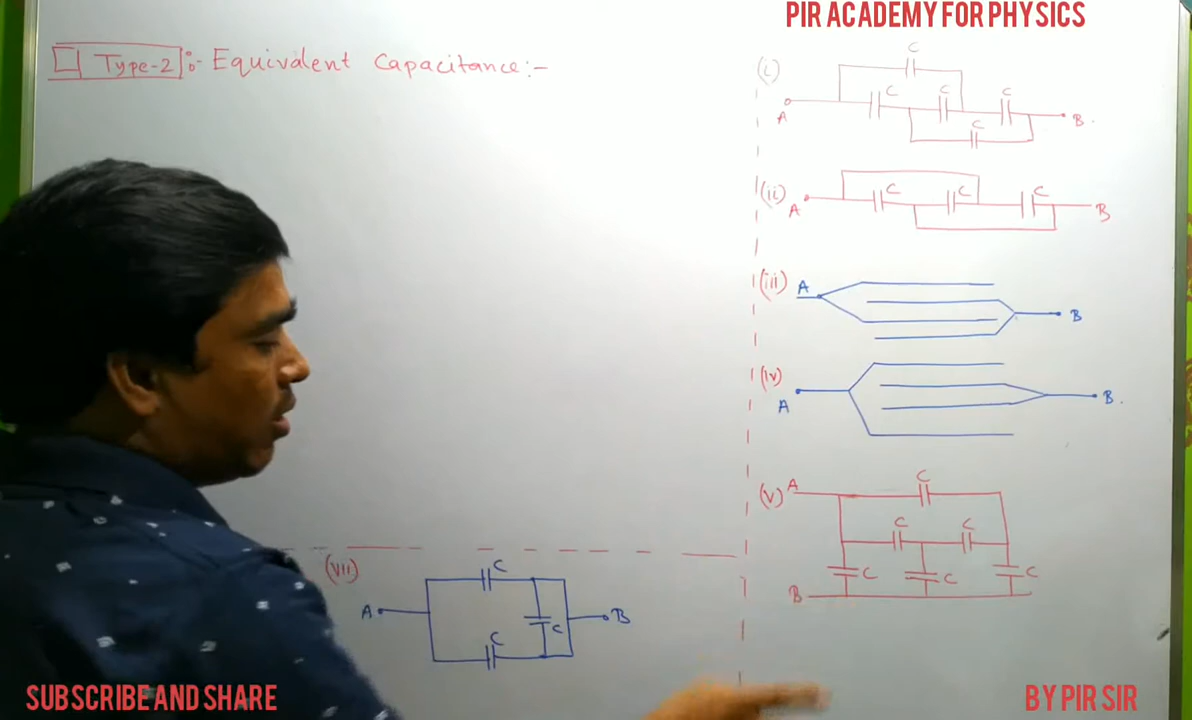 PIR ACADEMY FOR PHYSICS
Type-2 :- Equivalent Capacitance:-
(i)
C
C C C
A B.
C
(ii) A C C C B
(iii) A B
(iv)
A B.
(v) A C
C C
C C C
B
(vii)
C
A B
C
C
SUBSCRIBE AND SHARE
BY PIR SIR